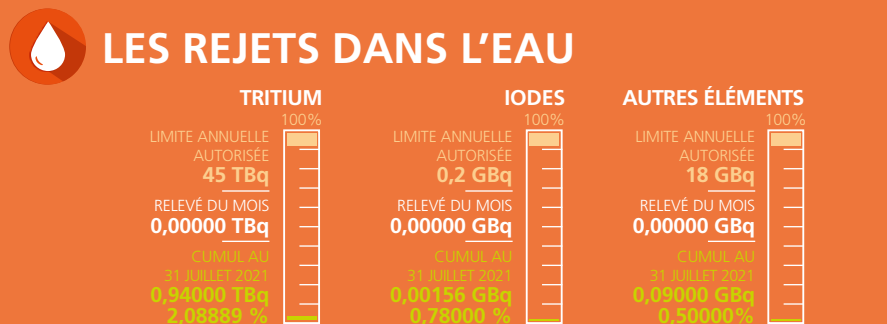 LES REJETS DANS L'EAU
TRITIUM
100%
LIMITE ANNUELLE
AUTORISÉE
45 TBq
RELEVÉ DU MOIS
0,00000 TBq
CUMUL AU
31 JUILLET 2021
0,94000 TBq
2,08889 %
IODES
100%
LIMITE ANNUELLE
AUTORISÉE
0,2 GBq
RELEVÉ DU MOIS
0,00000 GBq
CUMUL AU
31 JUILLET 2021
0,00156 GBq
0,78000 %
AUTRES ÉLÉMENTS
100%
LIMITE ANNUELLE
AUTORISÉE
18 GBq
RELEVÉ DU MOIS
0,00000 GBq
CUMUL AU
31 JUILLET 2021
0,09000 GBq
0,50000%